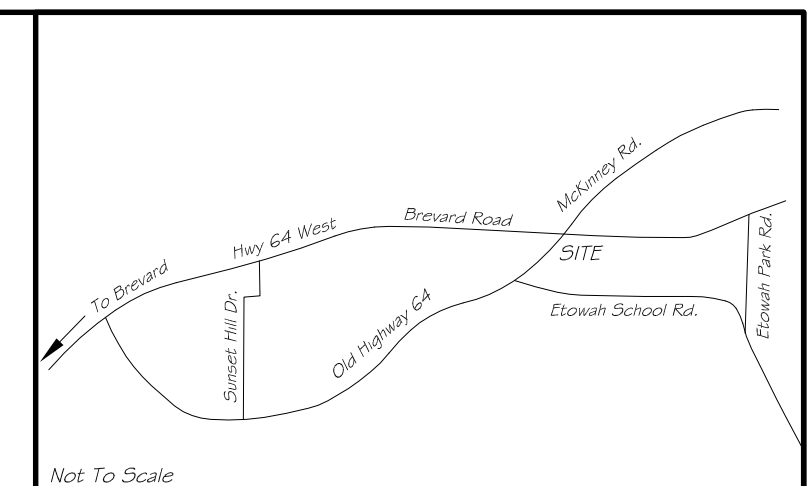 McKinney Rd.
Brevard Road
Hwy 64 West
SITE
To Brevard
Etowah Park Rd.
Etowah School Rd.
Sunset Hill Dr.
Old Highway 64
Not To Scale